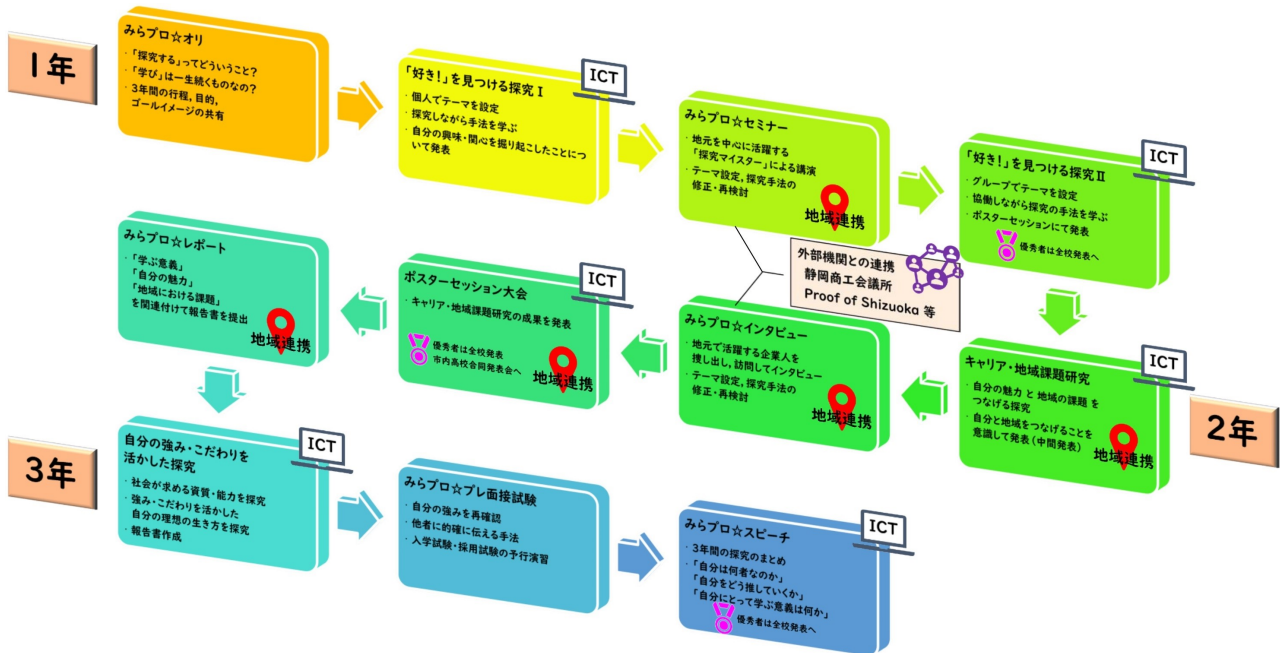 1年
みらプロ☆オリ
・「探究する」ってどういうこと?
・「学び」は一生続くものなの?
・3年間の行程,目的,
ゴールイメージの共有
ICT
「好き!」を見つける探究Ⅰ
・個人でテーマを設定
・探究しながら手法を学ぶ
・自分の興味・関心を掘り起こしたことにつ
いて発表
みらプロ☆セミナー
・地元を中心に活躍する
「探究マイスター」による講演
・テーマ設定,探究手法の
修正・再検討
地域連携
ICT
「好き!」を見つける探究Ⅱ
・グループでテーマを設定
・協働しながら探究の手法を学ぶ
・ポスターセッションにて発表
優秀者は全校発表へ
外部機関との連携
静岡商工会議所
Proof of Shizuoka 等
2年
ICT
キャリア・地域課題研究
・自分の魅力 と 地域の課題 を
つなげる探究
・自分と地域をつなげることを
意識して発表(中間発表)
地域連携
みらプロ☆インタビュー
・地元で活躍する企業人を
捜し出し,訪問してインタビュー
・テーマ設定,探究手法の
修正・再検討
地域連携
ICT
ポスターセッション大会
・キャリア・地域課題研究の成果を発表
優秀者は全校発表
市内高校合同発表会へ
地域連携
みらプロ☆レポート
・「学ぶ意義」
「自分の魅力」
「地域における課題」
を関連付けて報告書を提出
地域連携
3年
ICT
自分の強み・こだわりを
活かした探究
・社会が求める資質・能力を探究
・強み・こだわりを活かした
自分の理想の生き方を探究
・報告書作成
みらプロ☆プレ面接試験
・自分の強みを再確認
・他者に的確に伝える手法
・入学試験・採用試験の予行演習
ICT
みらプロ☆スピーチ
・3年間の探究のまとめ
・「自分は何者なのか」
「自分をどう推していくか」
「自分にとって学ぶ意義は何か」
優秀者は全校発表へ